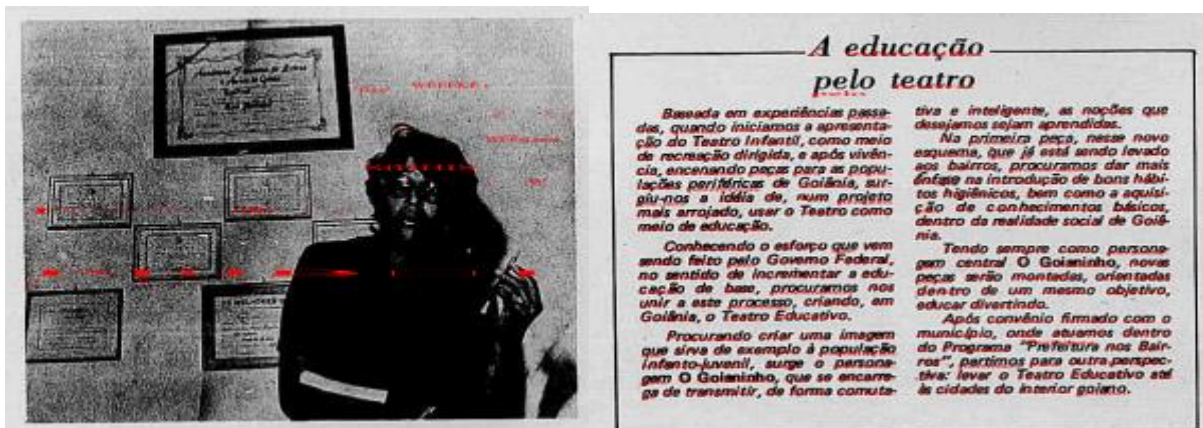 A educação
pelo teatro
Baseada em experiências passa-
das, quando iniciamos a apresenta-
ção do Teatro Infantil, como meio
de recreação dirigida, e após vivên-
cia, encenando peças para as popu-
lações periféricas de Goiânia, sur-
giu-nos a idéia de, num projeto
mais arrojado, usar o Teatro como
meio de educação.
Conhecendo o esforço que vem
sendo feito pelo Governo Federal,
no sentido de incrementar a edu-
cação de base, procuramos nos
unir a este processo, criando, em
Goiânia, o Teatro Educativo.
Procurando criar uma imagem
que sirva de exemplo à população
infanto-juvenil, surge o persona-
gem O Goianinho, que se encarre-
ga de transmitir, de forma comuta-
tiva e inteligente, as noções que
desejamos sejam aprendidas.
Na primeira peça, nesse novo
esquema, que já está sendo levado
aos bairros, procuramos dar mais
ênfase na introdução de bons hábi-
tos higiênicos, bem como a aquisi-
ção de conhecimentos básicos,
dentro da realidade social de Goiâ-
nia.
Tendo sempre como persona-
gem central O Goianinho, novas
peças serão montadas, orientadas
dentro de um mesmo objetivo,
educar divertindo.
Após convênio firmado com o
município, onde atuamos dentro
do Programa "Prefeitura nos Bair-
ros", partimos para outra perspec-
tiva: levar o Teatro Educativo até
às cidades do interior goiano.